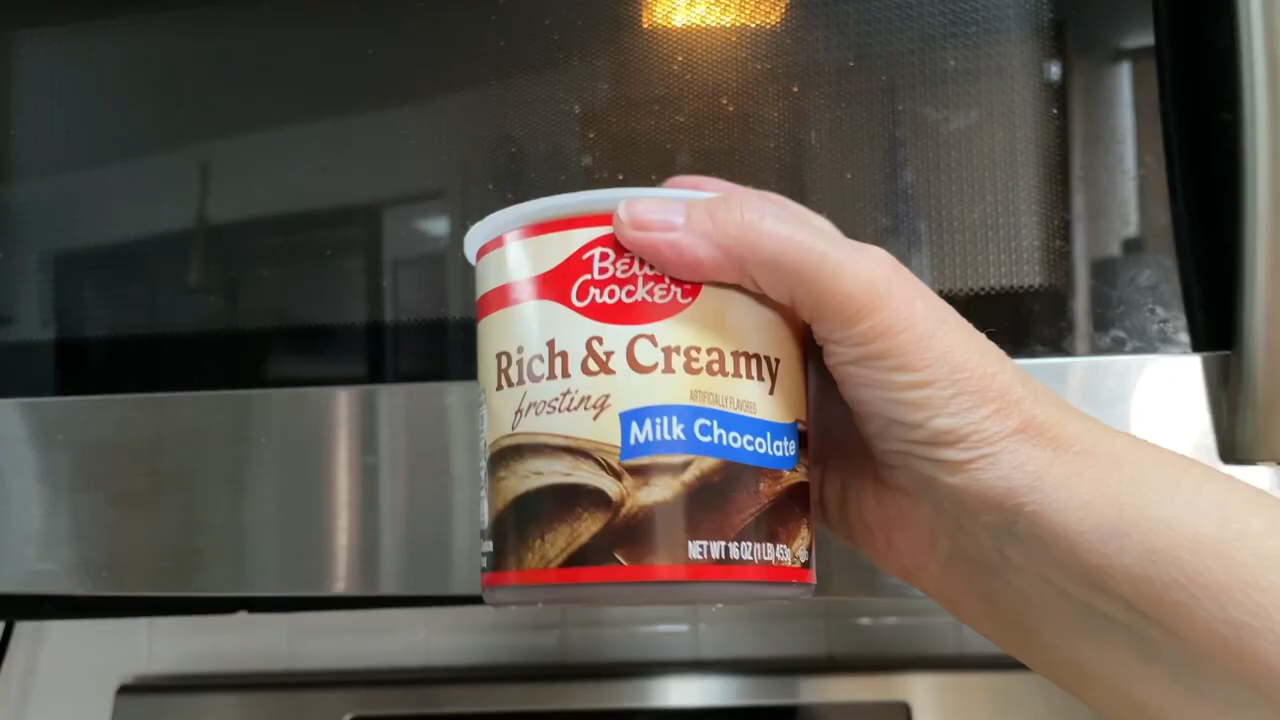 Betty
Crocker
Rich & Creamy
frosting
ARTIFICIALLY FLAVORED
Milk Chocolate
NET WT 16 OZ (1 LB) 453g